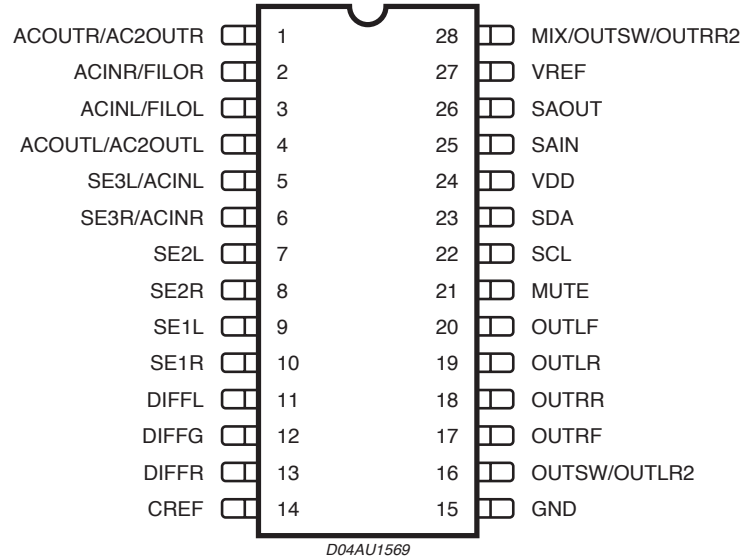 ACOUTR/AC2OUTR 1 28 MIX/OUTSW/OUTRR2
ACINR/FILOR 2 27 VREF
ACINL/FILOL 3 26 SAOUT
ACOUTL/AC2OUTL 4 25 SAIN
SE3L/ACINL 5 24 VDD
SE3R/ACINR 6 23 SDA
SE2L 7 22 SCL
SE2R 8 21 MUTE
SE1L 9 20 OUTLF
SE1R 10 19 OUTLR
DIFFL 11 18 OUTRR
DIFFG 12 17 OUTRF
DIFFR 13 16 OUTSW/OUTLR2
CREF 14 15 GND
D04AU1569